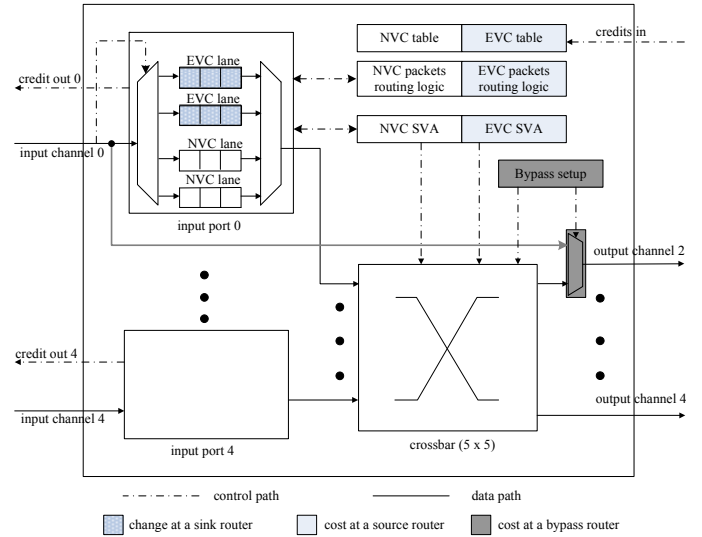 NVC table
EVC table
credits in
EVC lane
credit out 0
NVC packets
routing logic
EVC packets
routing logic
EVC lane
NVC SVA
EVC SVA
input channel 0
NVC lane
NVC lane
Bypass setup
input port 0
output channel 2
credit out 4
input channel 4
output channel 4
input port 4
crossbar (5 x 5)
control path
data path
change at a sink router
cost at a source router
cost at a bypass router